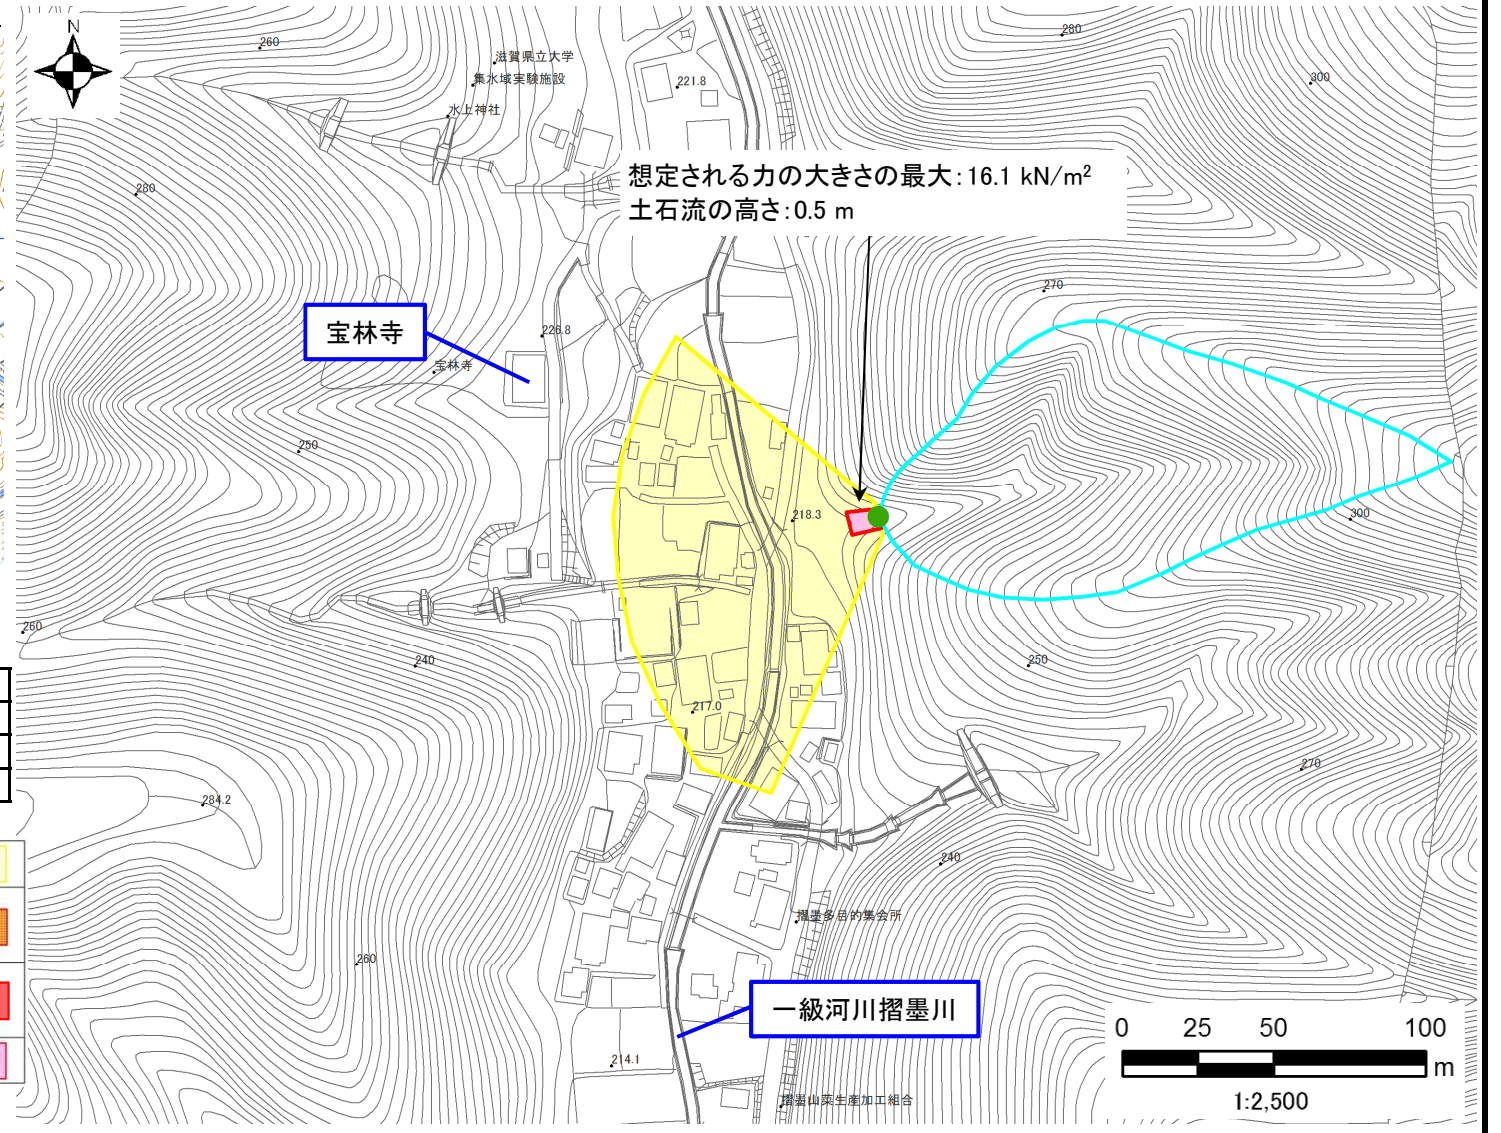 N
260
滋賀県立大学
集水域実験施設
水上神社
221.8
280
300
280
想定される力の大きさの最大：16.1 kN/m²
土石流の高さ：0.5 m
270
宝林寺
226.8
宝林寺
250
218.3
300
260
240
250
217.0
270
284.2
240
摺墨多目的集会所
260
一級河川摺墨川
214.1
摺墨山菜生産加工組合
0 25 50 100
m
1:2,500